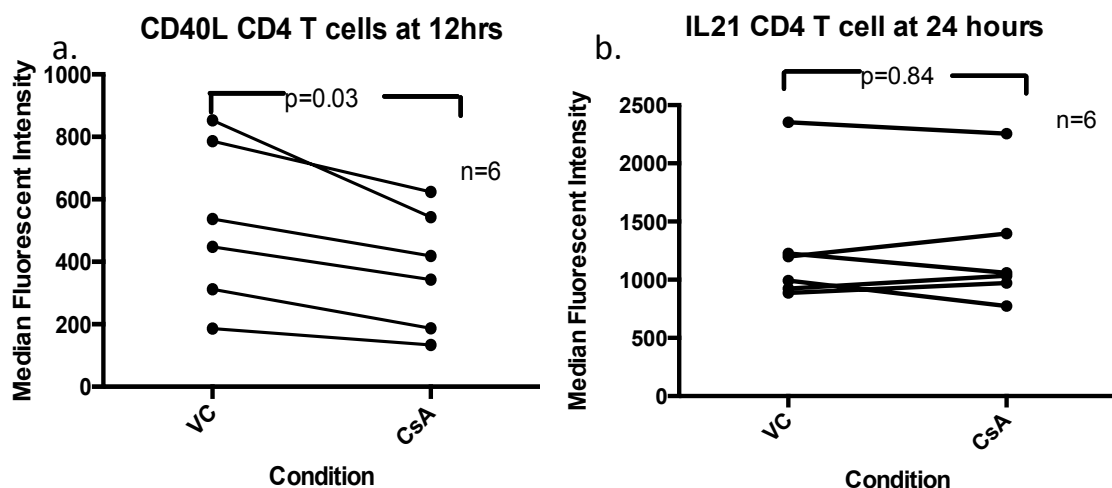 a.
CD40L CD4 T cells at 12hrs
p=0.03
n=6
Median Fluorescent Intensity
1000
800
600
400
200
0
VC
CsA
Condition
b.
IL21 CD4 T cell at 24 hours
p=0.84
n=6
Median Fluorescent Intensity
2500
2000
1500
1000
500
0
VC
CsA
Condition